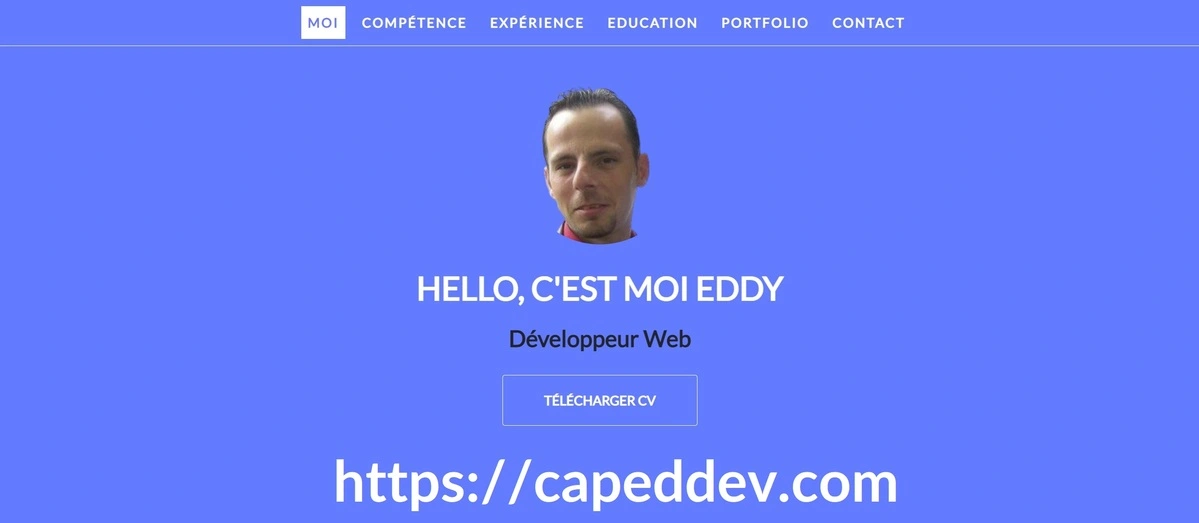 MOI COMPÉTENCE EXPÉRIENCE EDUCATION PORTFOLIO CONTACT
HELLO, C'EST MOI EDDY
Développeur Web
TÉLÉCHARGER CV
https://capeddev.com